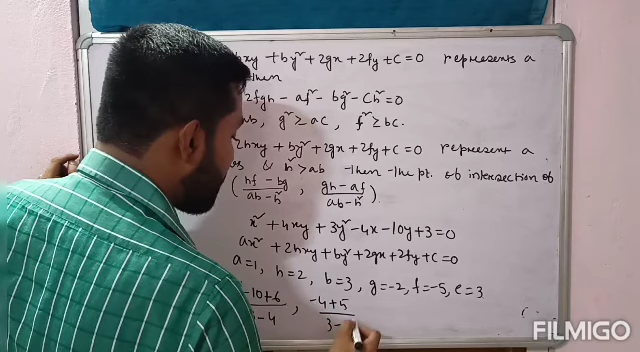 hxy + by² + 2gx + 2fy + c = 0 represents a
then
2fgh - af² - bg² - ch² = 0
ab, g² ≥ ac, f² ≥ bc.
2hxy + by² + 2gx + 2fy + c = 0 represent a
es & h² > ab then the pt. of intersection of
( (hf - bg)/(ab - h²) , (gh - af)/(ab - h²) ).
x² + 4xy + 3y² - 4x - 10y + 3 = 0
ax² + 2hxy + by² + 2gx + 2fy + c = 0
a = 1, h = 2, b = 3, g = -2, f = -5, c = 3
-10+6 / -4 , -4+5 / 3-
FILMIGO